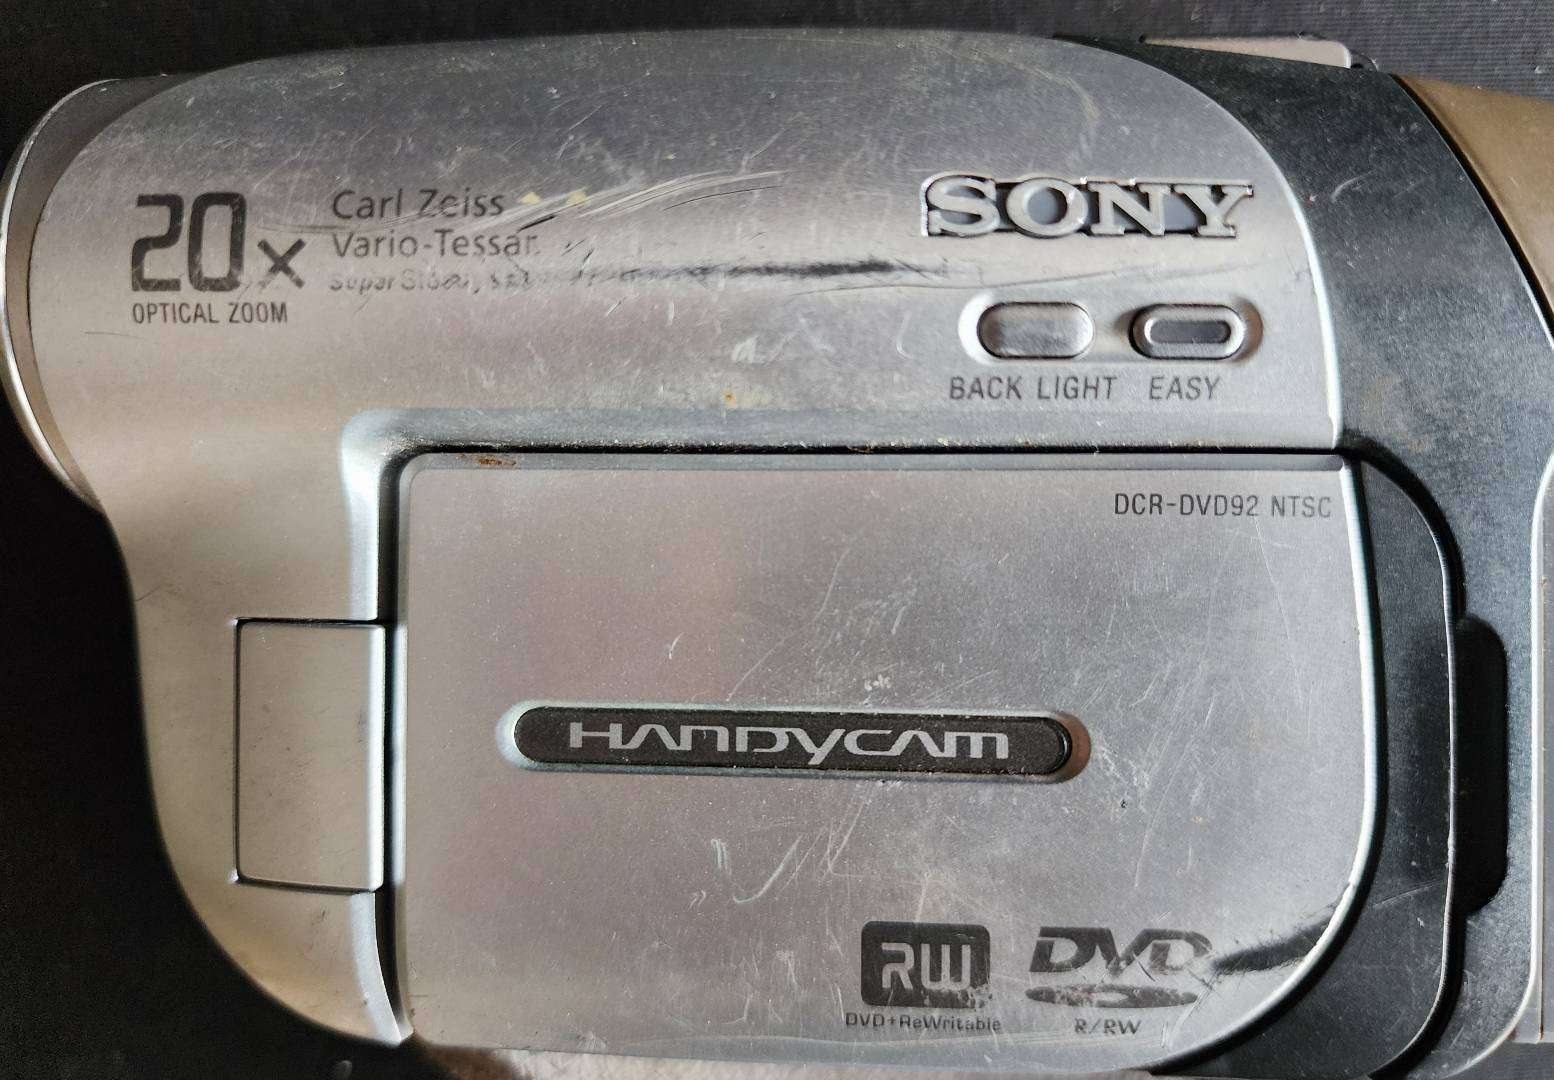 20x
OPTICAL ZOOM
Carl Zeiss
Vario-Tessar
Super
SONY
BACK LIGHT EASY
DCR-DVD92 NTSC
HANDYCAM
RW
DVD+ReWritable
DVD
R/RW